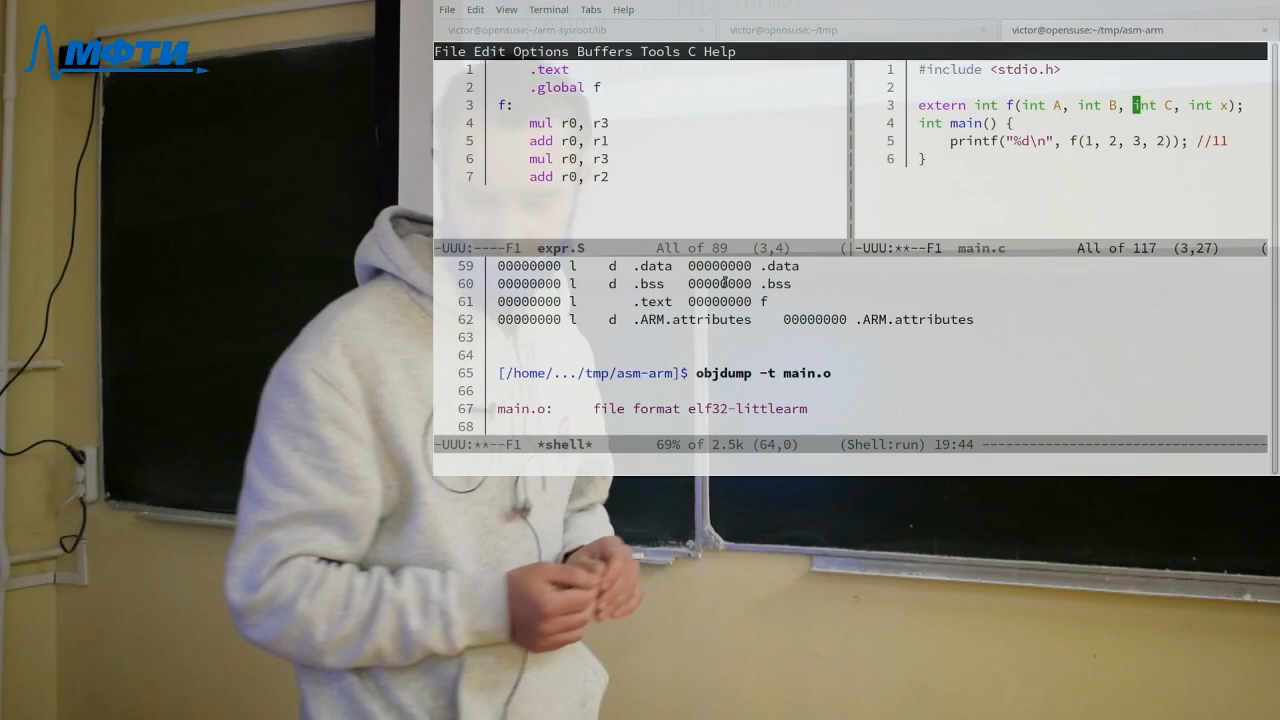 МФТИ
File Edit View Terminal Tabs Help
victor@opensuse:~/arm-sysroot/lib × victor@opensuse:~/tmp × victor@opensuse:~/tmp/asm-arm ×
File Edit Options Buffers Tools C Help
1 .text
2 .global f
3 f:
4 mul r0, r3
5 add r0, r1
6 mul r0, r3
7 add r0, r2
-UUU:----F1 expr.S All of 89 (3,4) (
1 #include <stdio.h>
2
3 extern int f(int A, int B, int C, int x);
4 int main() {
5 printf("%d\n", f(1, 2, 3, 2)); //11
6 }
-UUU:**--F1 main.c All of 117 (3,27) (
59 00000000 l d .data 00000000 .data
60 00000000 l d .bss 00000000 .bss
61 00000000 l .text 00000000 f
62 00000000 l d .ARM.attributes 00000000 .ARM.attributes
63
64
65 [/home/.../tmp/asm-arm]$ objdump -t main.o
66
67 main.o: file format elf32-littlearm
68
-UUU:**--F1 *shell* 69% of 2.5k (64,0) (Shell:run) 19:44 ------------------------------------